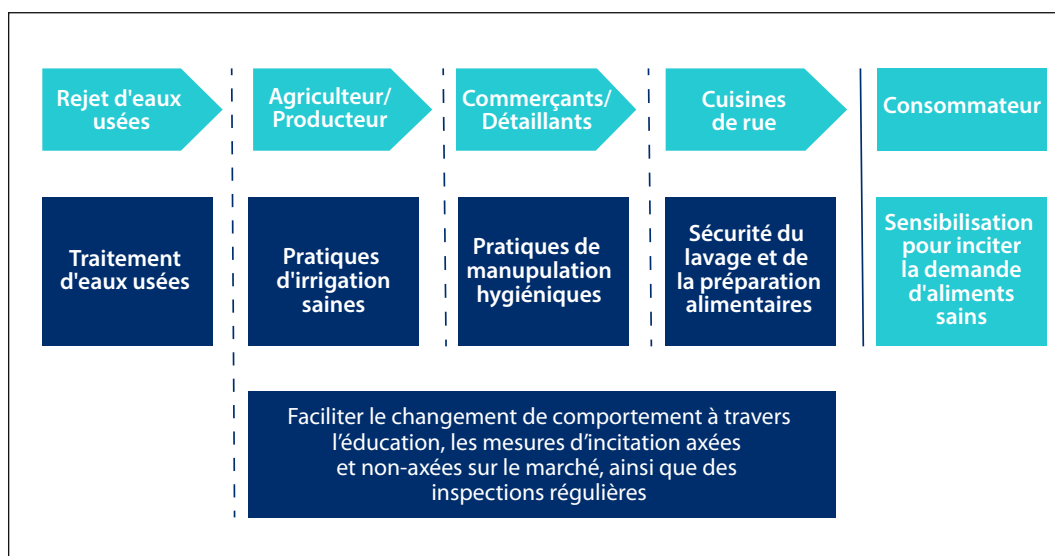 Rejet d'eaux
usées
Agriculteur/
Producteur
Commerçants/
Détaillants
Cuisines
de rue
Consommateur
Traitement
d'eaux usées
Pratiques
d'irrigation
saines
Pratiques de
manupulation
hygiéniques
Sécurité du
lavage et de
la préparation
alimentaires
Sensibilisation
pour inciter
la demande
d'aliments
sains
Faciliter le changement de comportement à travers
l’éducation, les mesures d’incitation axées
et non-axées sur le marché, ainsi que des
inspections régulières